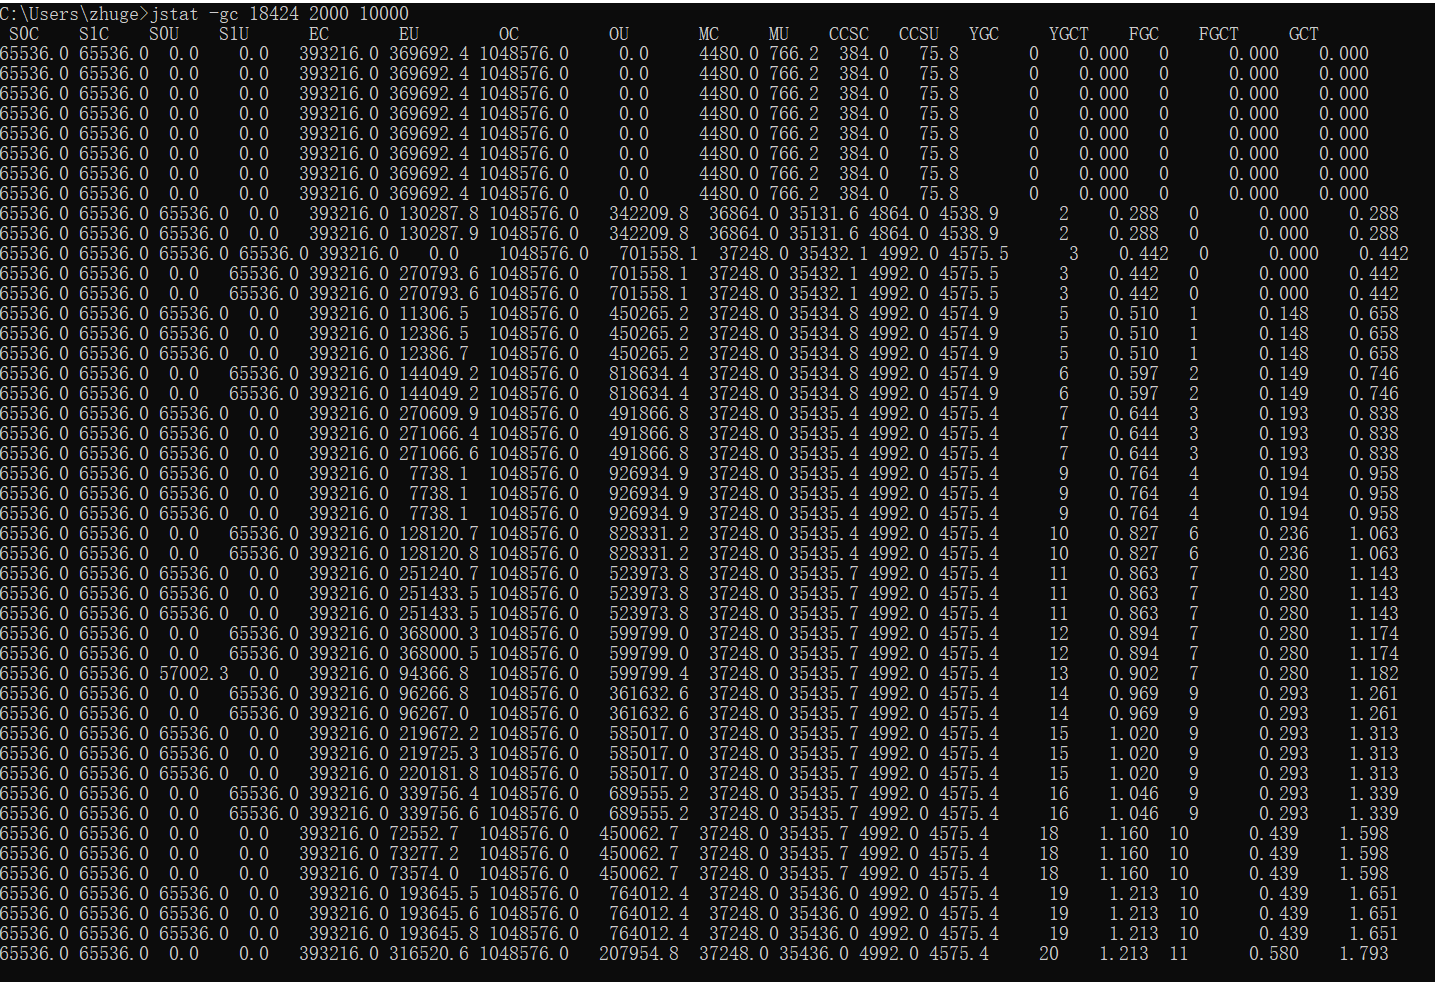 C:\Users\zhuge>jstat -gc 18424 2000 10000
S0C S1C S0U S1U EC EU OC OU MC MU CCSC CCSU YGC YGCT FGC FGCT GCT
65536.0 65536.0 0.0 0.0 393216.0 369692.4 1048576.0 0.0 4480.0 766.2 384.0 75.8 0 0.000 0 0.000 0.000
65536.0 65536.0 0.0 0.0 393216.0 369692.4 1048576.0 0.0 4480.0 766.2 384.0 75.8 0 0.000 0 0.000 0.000
65536.0 65536.0 0.0 0.0 393216.0 369692.4 1048576.0 0.0 4480.0 766.2 384.0 75.8 0 0.000 0 0.000 0.000
65536.0 65536.0 0.0 0.0 393216.0 369692.4 1048576.0 0.0 4480.0 766.2 384.0 75.8 0 0.000 0 0.000 0.000
65536.0 65536.0 0.0 0.0 393216.0 369692.4 1048576.0 0.0 4480.0 766.2 384.0 75.8 0 0.000 0 0.000 0.000
65536.0 65536.0 0.0 0.0 393216.0 369692.4 1048576.0 0.0 4480.0 766.2 384.0 75.8 0 0.000 0 0.000 0.000
65536.0 65536.0 0.0 0.0 393216.0 369692.4 1048576.0 0.0 4480.0 766.2 384.0 75.8 0 0.000 0 0.000 0.000
65536.0 65536.0 0.0 0.0 393216.0 369692.4 1048576.0 0.0 4480.0 766.2 384.0 75.8 0 0.000 0 0.000 0.000
65536.0 65536.0 65536.0 0.0 393216.0 130287.8 1048576.0 342209.8 36864.0 35131.6 4864.0 4538.9 2 0.288 0 0.000 0.288
65536.0 65536.0 65536.0 0.0 393216.0 130287.9 1048576.0 342209.8 36864.0 35131.6 4864.0 4538.9 2 0.288 0 0.000 0.288
65536.0 65536.0 65536.0 65536.0 393216.0 0.0 1048576.0 701558.1 37248.0 35432.1 4992.0 4575.5 3 0.442 0 0.000 0.442
65536.0 65536.0 0.0 65536.0 393216.0 270793.6 1048576.0 701558.1 37248.0 35432.1 4992.0 4575.5 3 0.442 0 0.000 0.442
65536.0 65536.0 0.0 65536.0 393216.0 270793.6 1048576.0 701558.1 37248.0 35432.1 4992.0 4575.5 3 0.442 0 0.000 0.442
65536.0 65536.0 65536.0 0.0 393216.0 11306.5 1048576.0 450265.2 37248.0 35434.8 4992.0 4574.9 5 0.510 1 0.148 0.658
65536.0 65536.0 65536.0 0.0 393216.0 12386.5 1048576.0 450265.2 37248.0 35434.8 4992.0 4574.9 5 0.510 1 0.148 0.658
65536.0 65536.0 65536.0 0.0 393216.0 12386.7 1048576.0 450265.2 37248.0 35434.8 4992.0 4574.9 5 0.510 1 0.148 0.658
65536.0 65536.0 0.0 65536.0 393216.0 144049.2 1048576.0 818634.4 37248.0 35434.8 4992.0 4574.9 6 0.597 2 0.149 0.746
65536.0 65536.0 0.0 65536.0 393216.0 144049.2 1048576.0 818634.4 37248.0 35434.8 4992.0 4574.9 6 0.597 2 0.149 0.746
65536.0 65536.0 65536.0 0.0 393216.0 270609.9 1048576.0 491866.8 37248.0 35435.4 4992.0 4575.4 7 0.644 3 0.193 0.838
65536.0 65536.0 65536.0 0.0 393216.0 271066.4 1048576.0 491866.8 37248.0 35435.4 4992.0 4575.4 7 0.644 3 0.193 0.838
65536.0 65536.0 65536.0 0.0 393216.0 271066.6 1048576.0 491866.8 37248.0 35435.4 4992.0 4575.4 7 0.644 3 0.193 0.838
65536.0 65536.0 65536.0 0.0 393216.0 7738.1 1048576.0 926934.9 37248.0 35435.4 4992.0 4575.4 9 0.764 4 0.194 0.958
65536.0 65536.0 65536.0 0.0 393216.0 7738.1 1048576.0 926934.9 37248.0 35435.4 4992.0 4575.4 9 0.764 4 0.194 0.958
65536.0 65536.0 65536.0 0.0 393216.0 7738.1 1048576.0 926934.9 37248.0 35435.4 4992.0 4575.4 9 0.764 4 0.194 0.958
65536.0 65536.0 0.0 65536.0 393216.0 128120.7 1048576.0 828331.2 37248.0 35435.4 4992.0 4575.4 10 0.827 6 0.236 1.063
65536.0 65536.0 0.0 65536.0 393216.0 128120.8 1048576.0 828331.2 37248.0 35435.4 4992.0 4575.4 10 0.827 6 0.236 1.063
65536.0 65536.0 65536.0 0.0 393216.0 251240.7 1048576.0 523973.8 37248.0 35435.7 4992.0 4575.4 11 0.863 7 0.280 1.143
65536.0 65536.0 65536.0 0.0 393216.0 251433.5 1048576.0 523973.8 37248.0 35435.7 4992.0 4575.4 11 0.863 7 0.280 1.143
65536.0 65536.0 65536.0 0.0 393216.0 251433.5 1048576.0 523973.8 37248.0 35435.7 4992.0 4575.4 11 0.863 7 0.280 1.143
65536.0 65536.0 0.0 65536.0 393216.0 368000.3 1048576.0 599799.0 37248.0 35435.7 4992.0 4575.4 12 0.894 7 0.280 1.174
65536.0 65536.0 0.0 65536.0 393216.0 368000.5 1048576.0 599799.0 37248.0 35435.7 4992.0 4575.4 12 0.894 7 0.280 1.174
65536.0 65536.0 57002.3 0.0 393216.0 94366.8 1048576.0 599799.4 37248.0 35435.7 4992.0 4575.4 13 0.902 7 0.280 1.182
65536.0 65536.0 0.0 65536.0 393216.0 96266.8 1048576.0 361632.6 37248.0 35435.7 4992.0 4575.4 14 0.969 9 0.293 1.261
65536.0 65536.0 0.0 65536.0 393216.0 96267.0 1048576.0 361632.6 37248.0 35435.7 4992.0 4575.4 14 0.969 9 0.293 1.261
65536.0 65536.0 65536.0 0.0 393216.0 219672.2 1048576.0 585017.0 37248.0 35435.7 4992.0 4575.4 15 1.020 9 0.293 1.313
65536.0 65536.0 65536.0 0.0 393216.0 219725.3 1048576.0 585017.0 37248.0 35435.7 4992.0 4575.4 15 1.020 9 0.293 1.313
65536.0 65536.0 65536.0 0.0 393216.0 220181.8 1048576.0 585017.0 37248.0 35435.7 4992.0 4575.4 15 1.020 9 0.293 1.313
65536.0 65536.0 0.0 65536.0 393216.0 339756.4 1048576.0 689555.2 37248.0 35435.7 4992.0 4575.4 16 1.046 9 0.293 1.339
65536.0 65536.0 0.0 65536.0 393216.0 339756.6 1048576.0 689555.2 37248.0 35435.7 4992.0 4575.4 16 1.046 9 0.293 1.339
65536.0 65536.0 0.0 0.0 393216.0 72552.7 1048576.0 450062.7 37248.0 35435.7 4992.0 4575.4 18 1.160 10 0.439 1.598
65536.0 65536.0 0.0 0.0 393216.0 73277.2 1048576.0 450062.7 37248.0 35435.7 4992.0 4575.4 18 1.160 10 0.439 1.598
65536.0 65536.0 0.0 0.0 393216.0 73574.0 1048576.0 450062.7 37248.0 35435.7 4992.0 4575.4 18 1.160 10 0.439 1.598
65536.0 65536.0 65536.0 0.0 393216.0 193645.5 1048576.0 764012.4 37248.0 35436.0 4992.0 4575.4 19 1.213 10 0.439 1.651
65536.0 65536.0 65536.0 0.0 393216.0 193645.6 1048576.0 764012.4 37248.0 35436.0 4992.0 4575.4 19 1.213 10 0.439 1.651
65536.0 65536.0 65536.0 0.0 393216.0 193645.8 1048576.0 764012.4 37248.0 35436.0 4992.0 4575.4 19 1.213 10 0.439 1.651
65536.0 65536.0 0.0 0.0 393216.0 316520.6 1048576.0 207954.8 37248.0 35436.0 4992.0 4575.4 20 1.213 11 0.580 1.793